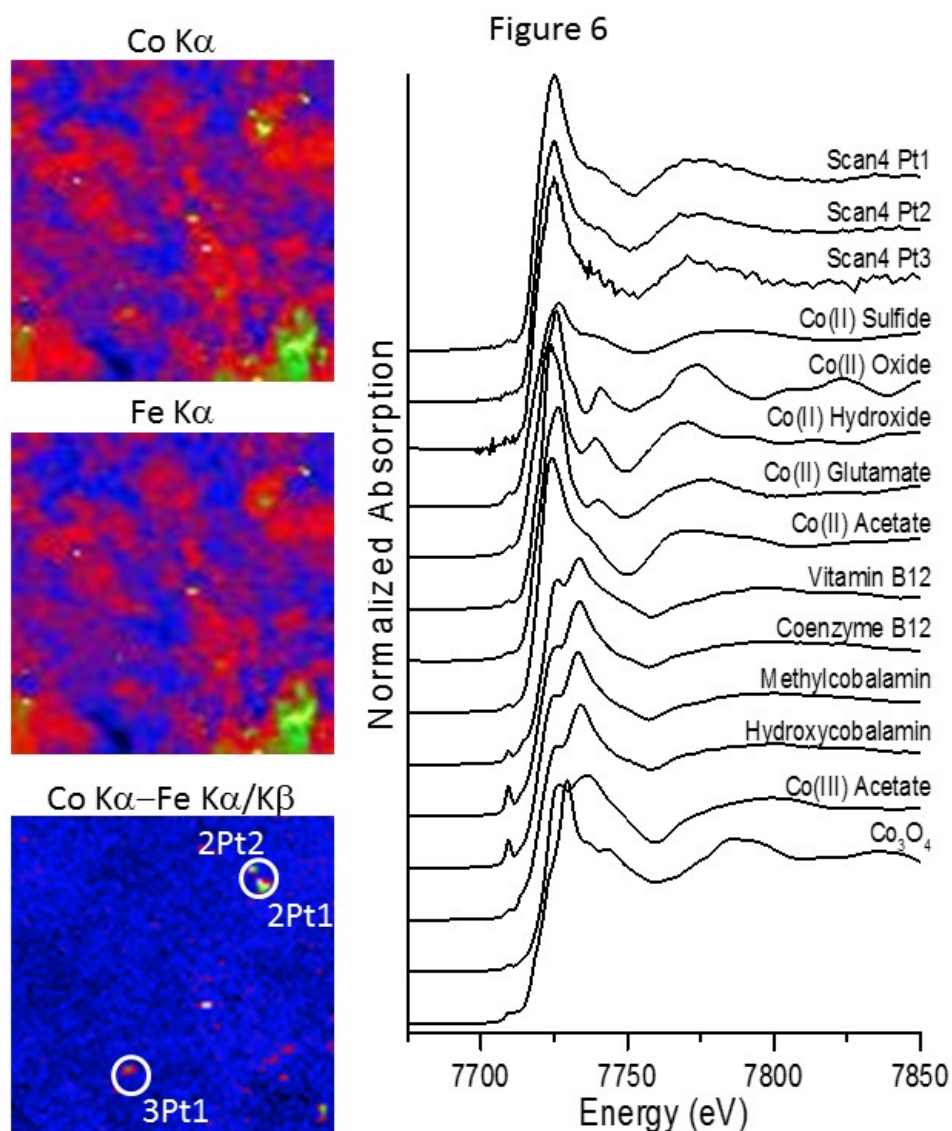 Figure 6
Co Kα
Fe Kα
Co Kα–Fe Kα/Kβ
2Pt2
2Pt1
3Pt1
Normalized Absorption
Scan4 Pt1
Scan4 Pt2
Scan4 Pt3
Co(II) Sulfide
Co(II) Oxide
Co(II) Hydroxide
Co(II) Glutamate
Co(II) Acetate
Vitamin B12
Coenzyme B12
Methylcobalamin
Hydroxycobalamin
Co(III) Acetate
Co₃O₄
7700 7750 7800 7850
Energy (eV)